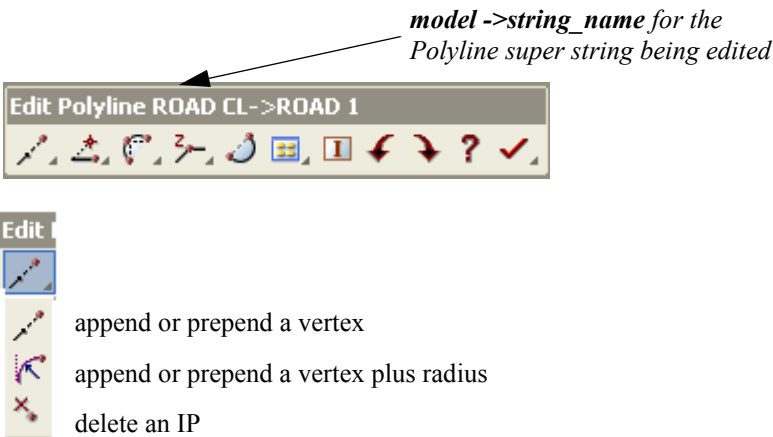 model ->string_name for the
Polyline super string being edited
Edit Polyline ROAD CL->ROAD 1
Edit
append or prepend a vertex
append or prepend a vertex plus radius
delete an IP